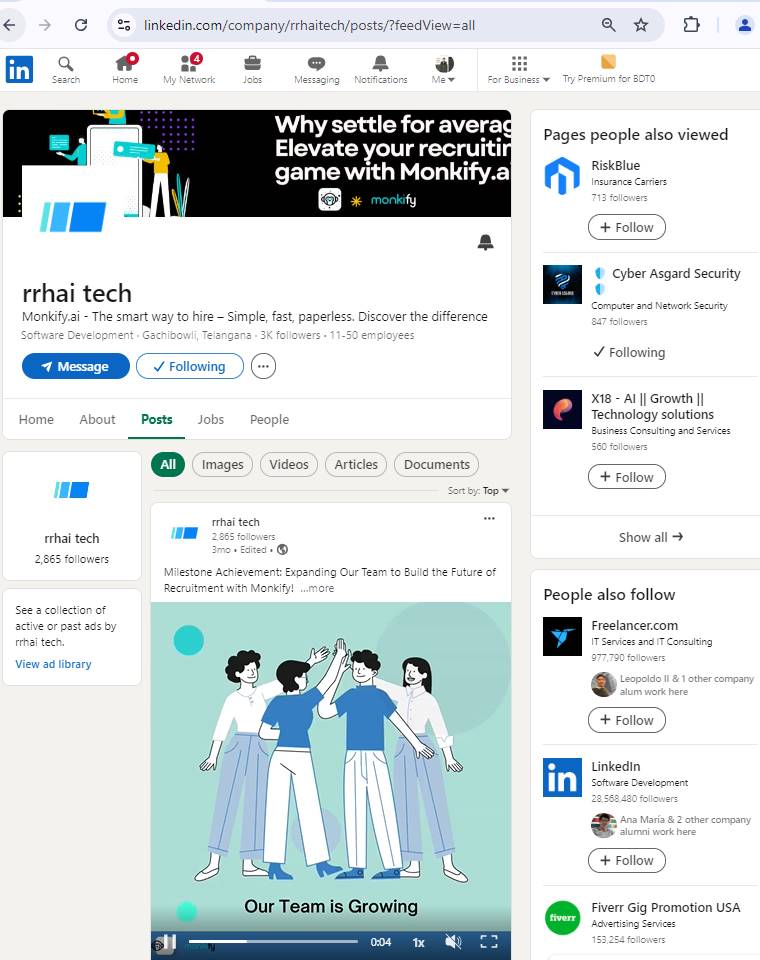 linkedin.com/company/rrhaitech/posts/?feedView=all
in
Search
Home
4
My Network
Jobs
Messaging
Notifications
Me
For Business
Try Premium for BDT0
Why settle for averag
Elevate your recruitin
game with Monkify.a
monkify
rrhai tech
Monkify.ai - The smart way to hire – Simple, fast, paperless. Discover the difference
Software Development · Gachibowli, Telangana · 3K followers · 11-50 employees
Message
Following
Home
About
Posts
Jobs
People
rrhai tech
2,865 followers
See a collection of
active or past ads by
rrhai tech.
View ad library
All
Images
Videos
Articles
Documents
Sort by: Top
rrhai tech
2,865 followers
3mo • Edited •
Milestone Achievement: Expanding Our Team to Build the Future of
Recruitment with Monkify! ...more
Our Team is Growing
0:04
1x
Pages people also viewed
RiskBlue
Insurance Carriers
713 followers
+ Follow
Cyber Asgard Security
CYBER ASGARD
Computer and Network Security
847 followers
Following
X18 - AI || Growth ||
Technology solutions
Business Consulting and Services
560 followers
+ Follow
Show all →
People also follow
Freelancer.com
IT Services and IT Consulting
977,790 followers
Leopoldo II & 1 other company
alum work here
+ Follow
in
LinkedIn
Software Development
28,568,480 followers
Ana María & 2 other company
alumni work here
+ Follow
fiverr
Fiverr Gig Promotion USA
Advertising Services
153,254 followers